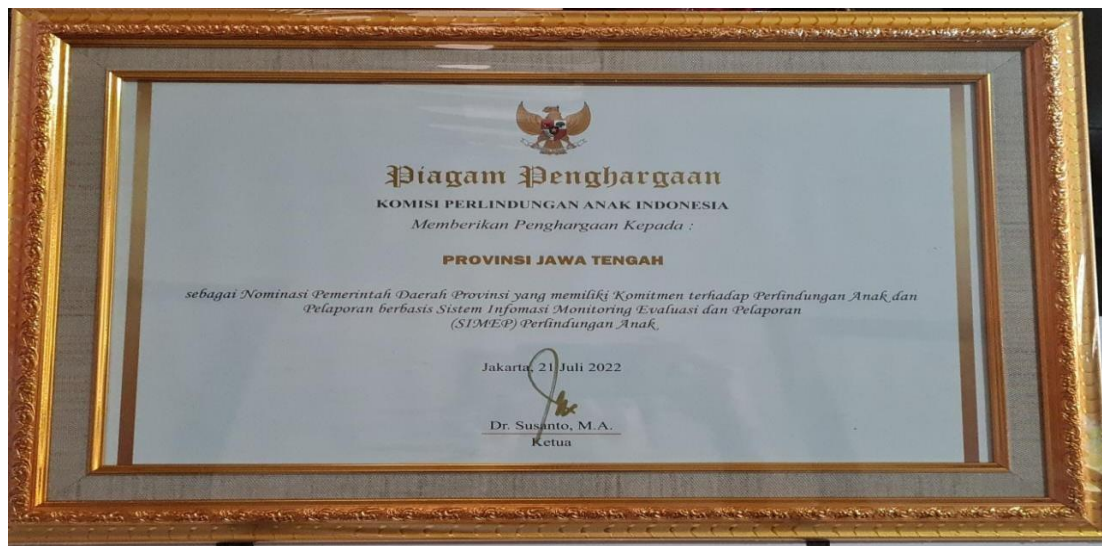 Piagam Penghargaan
KOMISI PERLINDUNGAN ANAK INDONESIA
Memberikan Penghargaan Kepada :
PROVINSI JAWA TENGAH
sebagai Nominasi Pemerintah Daerah Provinsi yang memiliki Komitmen terhadap Perlindungan Anak dan
Pelaporan berbasis Sistem Infomasi Monitoring Evaluasi dan Pelaporan
(SIMEP) Perlindungan Anak
Jakarta, 21 Juli 2022
Dr. Susanto, M.A.
Ketua